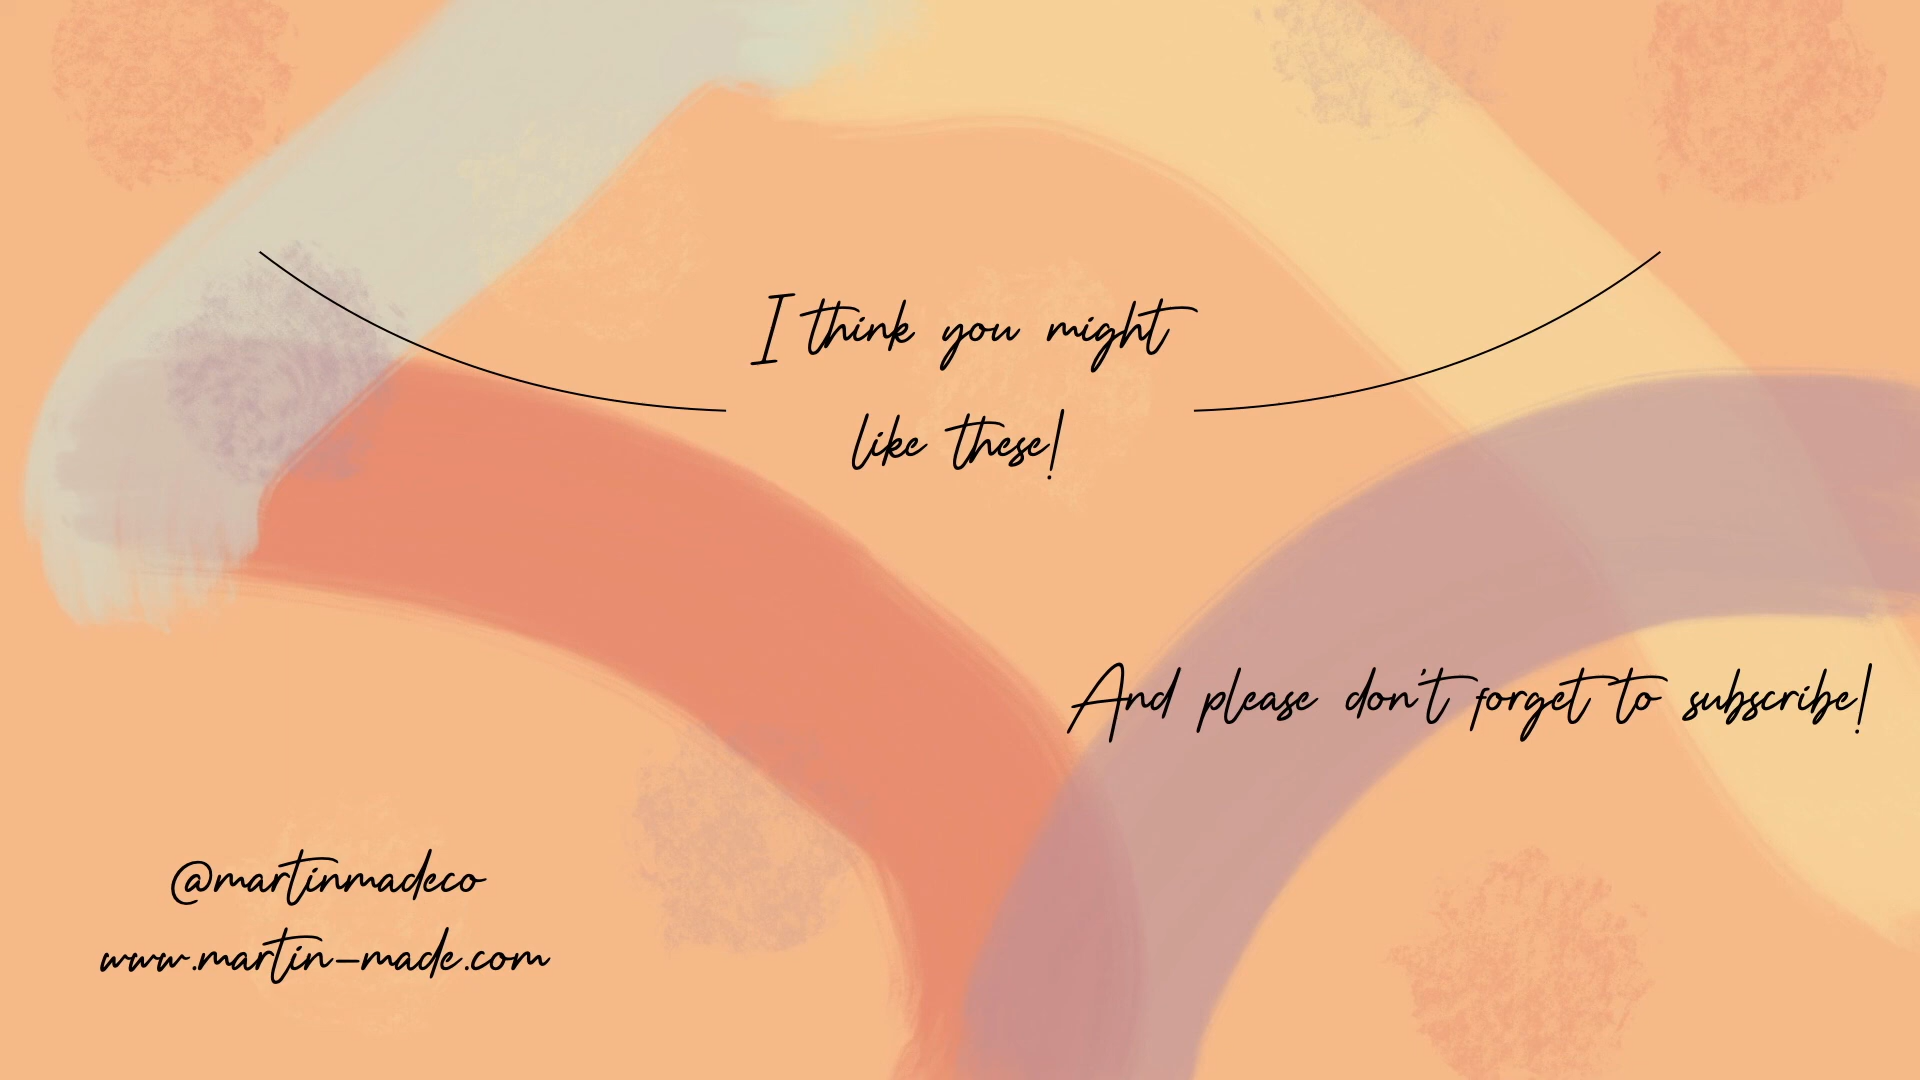 I think you might
like these!
And please don't forget to subscribe!
@martinmadeco
www.martin-made.com